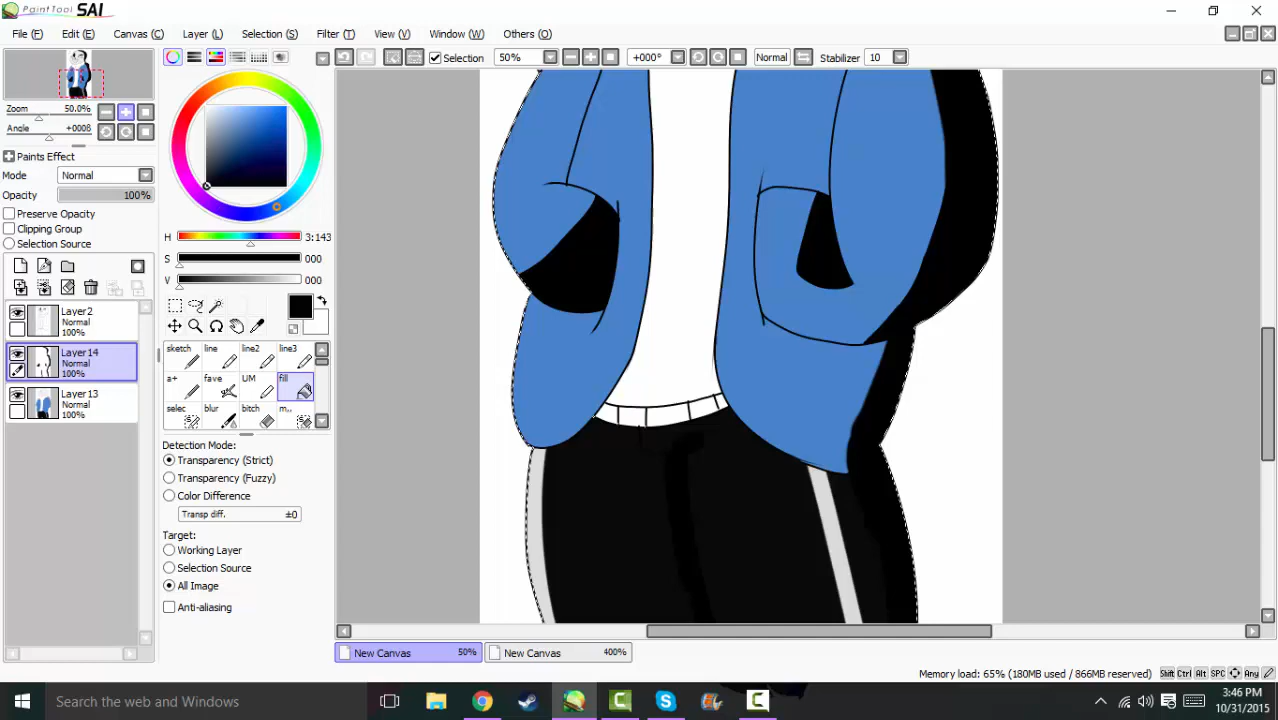 PaintTool SAI
File (F) Edit (E) Canvas (C) Layer (L) Selection (S) Filter (T) View (V) Window (W) Others (O)
Selection 50% +000° Normal Stabilizer 10
Zoom 50.0%
Angle +000ß
Paints Effect
Mode Normal
Opacity 100%
Preserve Opacity
Clipping Group
Selection Source
Layer2
Normal
100%
Layer14
Normal
100%
Layer13
Normal
100%
H 3:143
S 000
V 000
sketch line line2 line3
a+ fave UM fill
selec blur bitch m..
Detection Mode:
Transparency (Strict)
Transparency (Fuzzy)
Color Difference
Transp diff. ±0
Target:
Working Layer
Selection Source
All Image
Anti-aliasing
New Canvas 50% New Canvas 400%
Memory load: 65% (180MB used / 866MB reserved) Shift Ctrl Alt SPC Any
Search the web and Windows
3:46 PM
10/31/2015